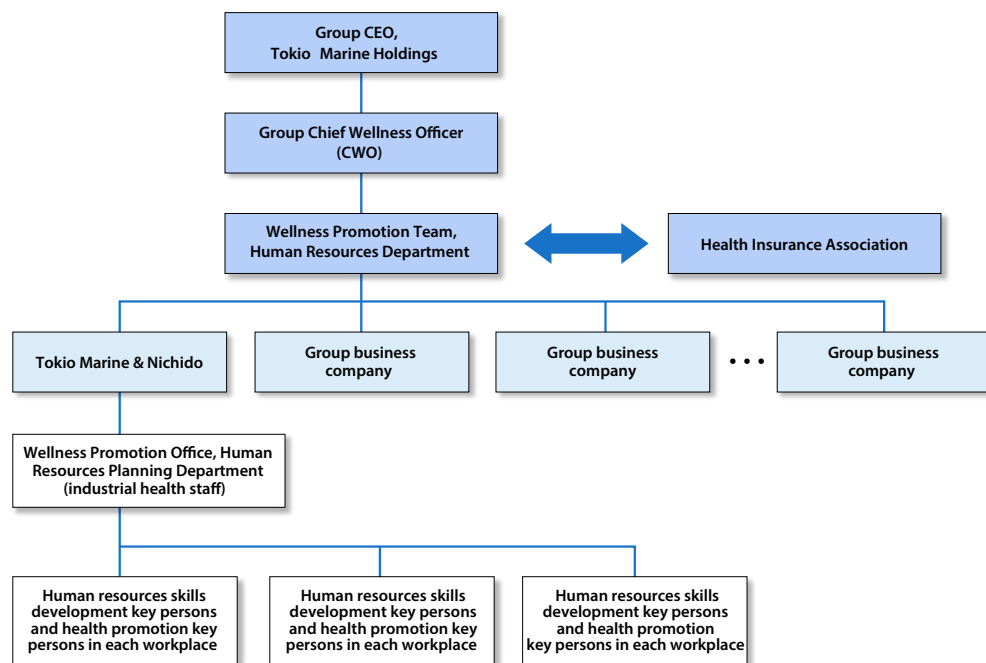 Group CEO,
Tokio Marine Holdings
Group Chief Wellness Officer
(CWO)
Wellness Promotion Team,
Human Resources Department
Health Insurance Association
Tokio Marine & Nichido
Group business
company
Group business
company
• • •
Group business
company
Wellness Promotion Office, Human
Resources Planning Department
(industrial health staff)
Human resources skills
development key persons
and health promotion key
persons in each workplace
Human resources skills
development key persons
and health promotion key
persons in each workplace
Human resources skills
development key persons
and health promotion
key persons in each workplace